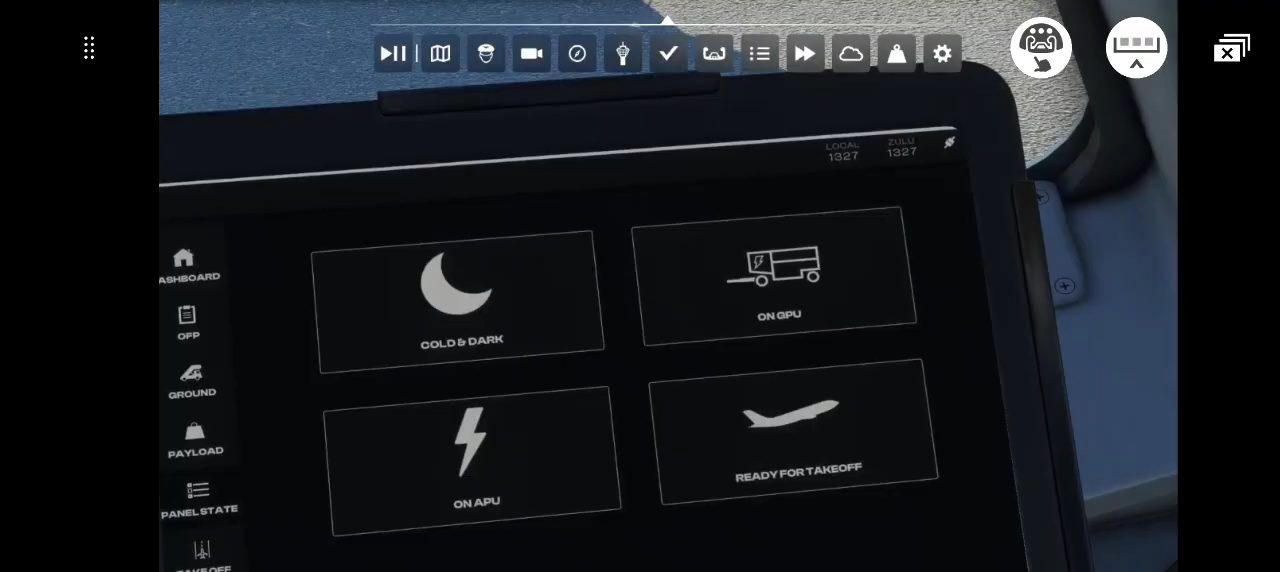 LOCAL
1327
ZULU
1327
ASHBOARD
OFP
GROUND
PAYLOAD
PANEL STATE
TAKEOFF
COLD & DARK
ON GPU
ON APU
READY FOR TAKEOFF